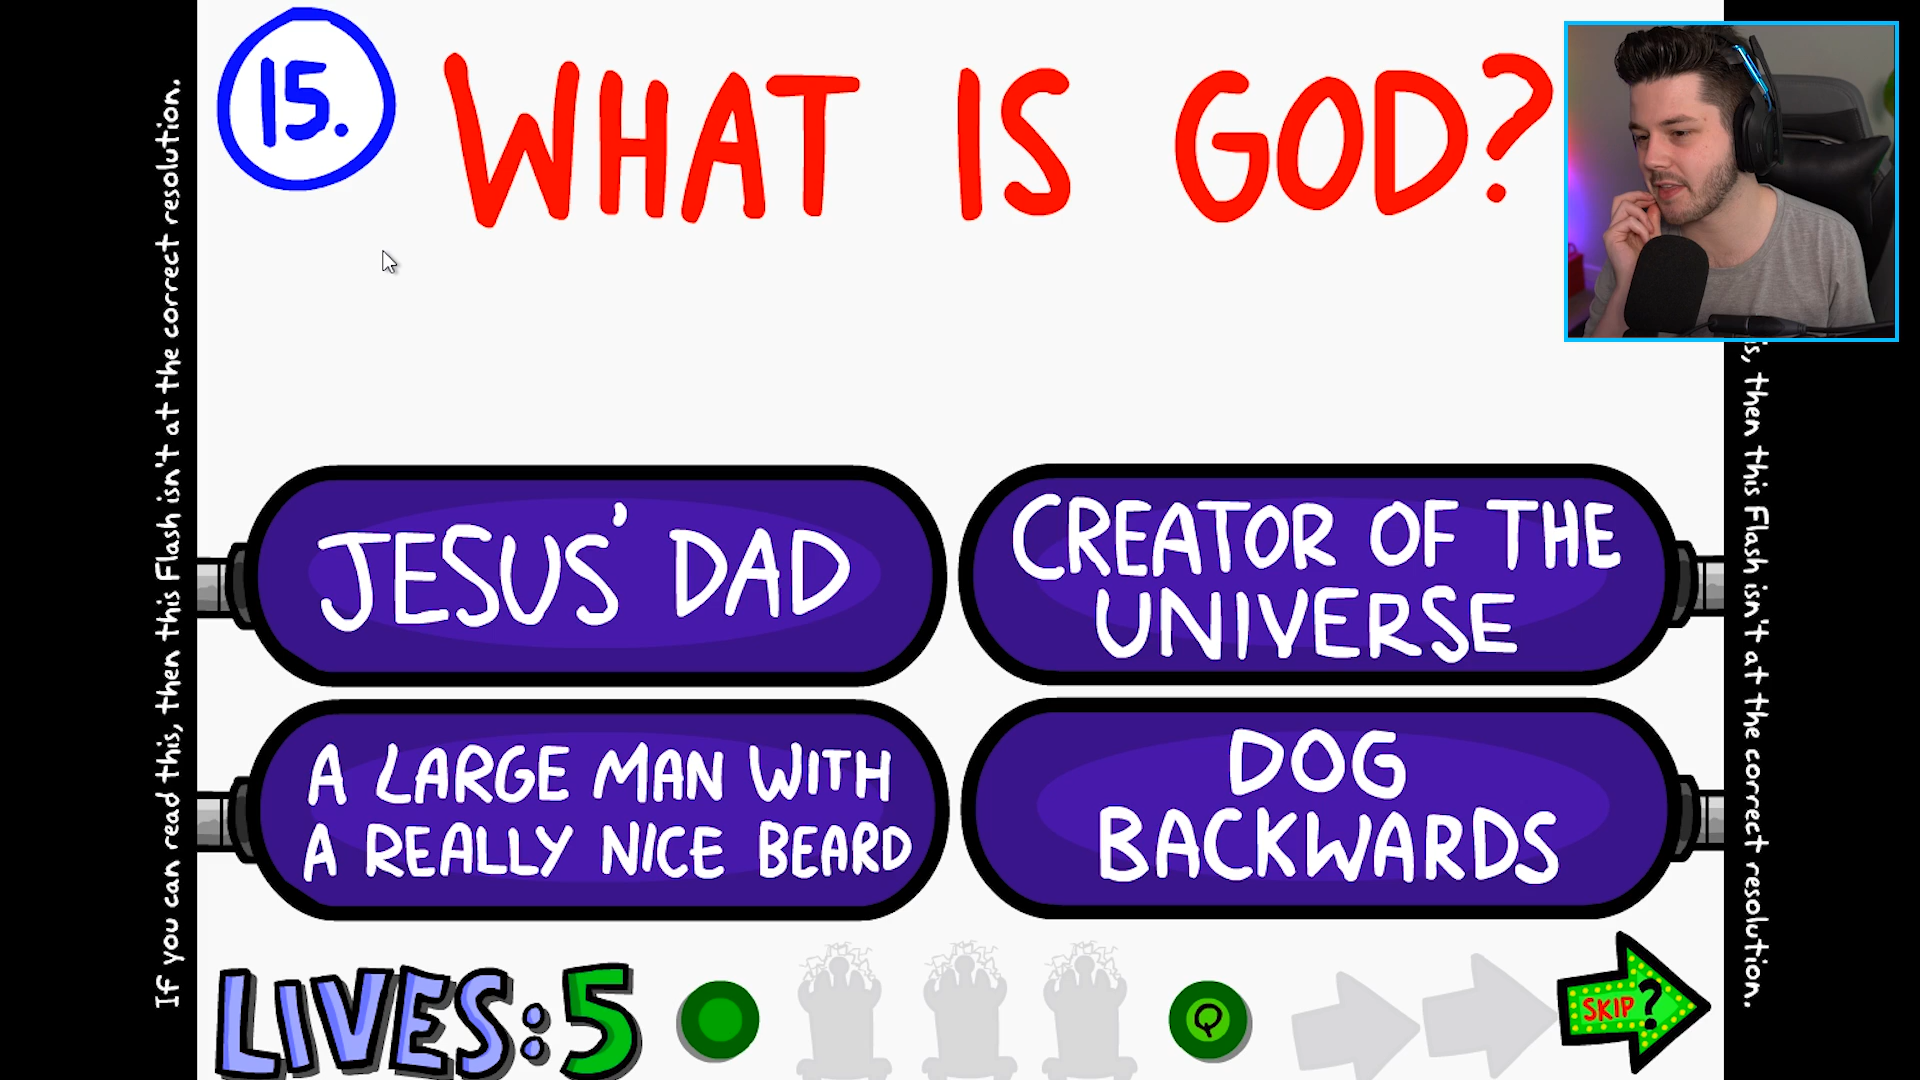 15.
WHAT IS GOD?
JESUS' DAD
CREATOR OF THE
UNIVERSE
A LARGE MAN WITH
A REALLY NICE BEARD
DOG
BACKWARDS
LIVES: 5
Q
SKIP?
If you can read this, then this Flash isn't at the correct resolution.
then this Flash isn't at the correct resolution.